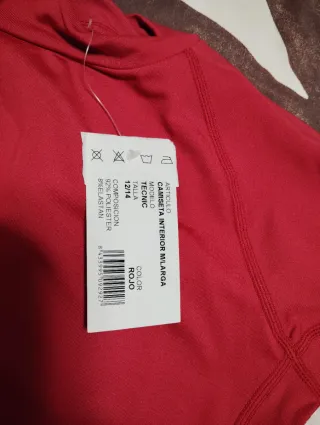 ARTICULO
CAMISETA INTERIOR M/LARGA
MODELO
TECNIC
TALLA
12/14
COMPOSICION
92% POLIESTER
8% ELASTAN
COLOR
ROJO